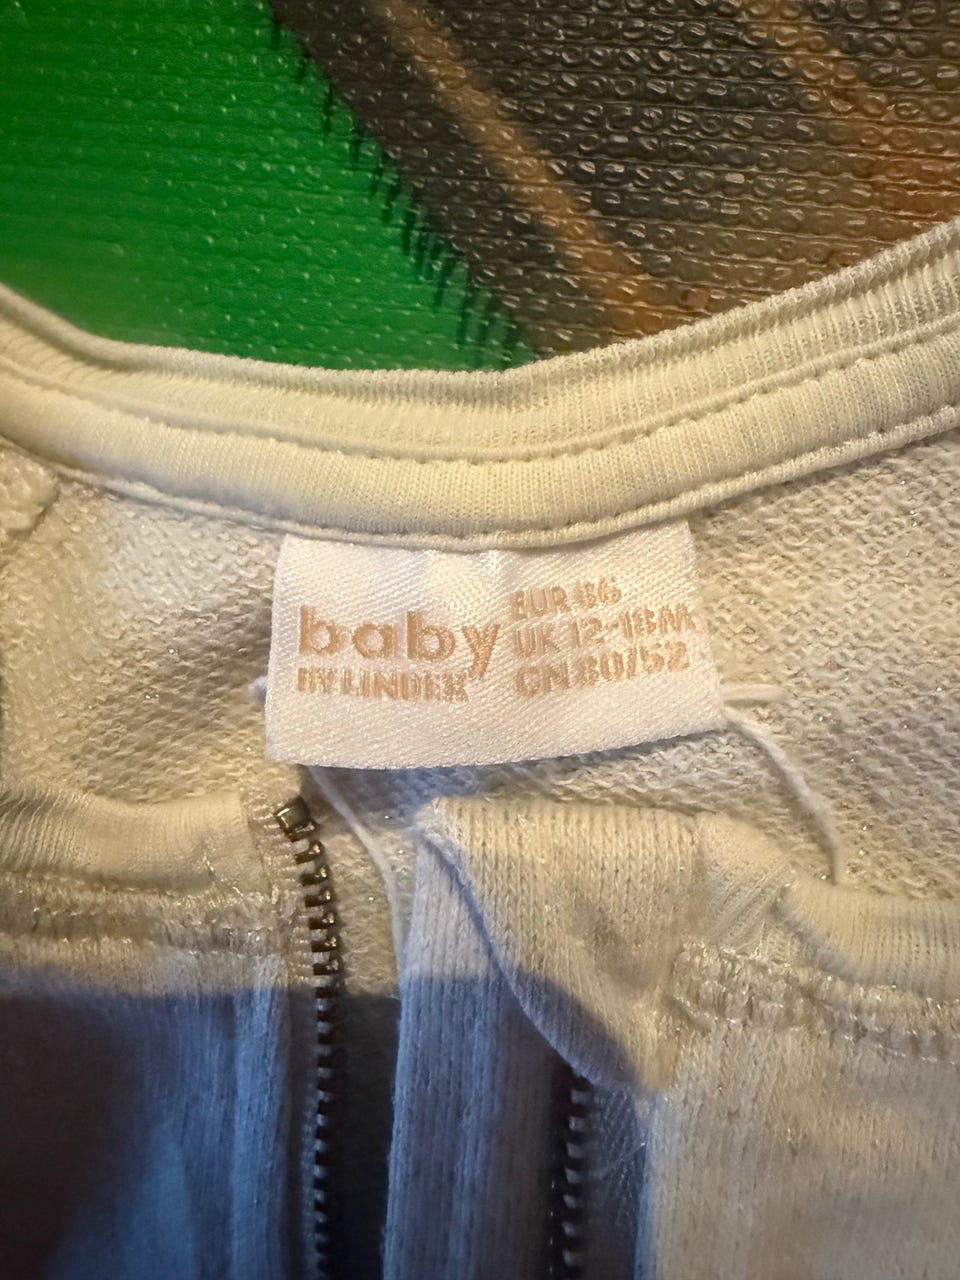 baby
BY LINDEX
EUR 86
UK 12-18M
CN 80/52